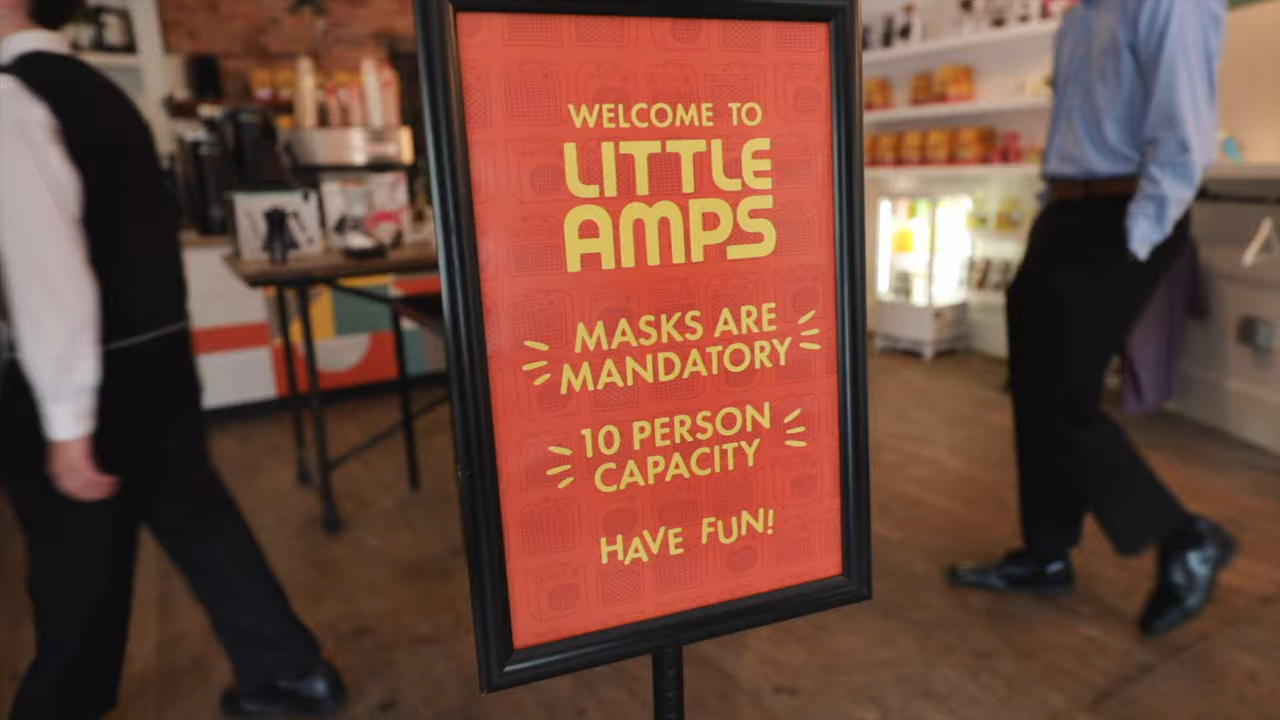 WELCOME TO
LITTLE
AMPS
MASKS ARE
MANDATORY
10 PERSON
CAPACITY
HAVE FUN!